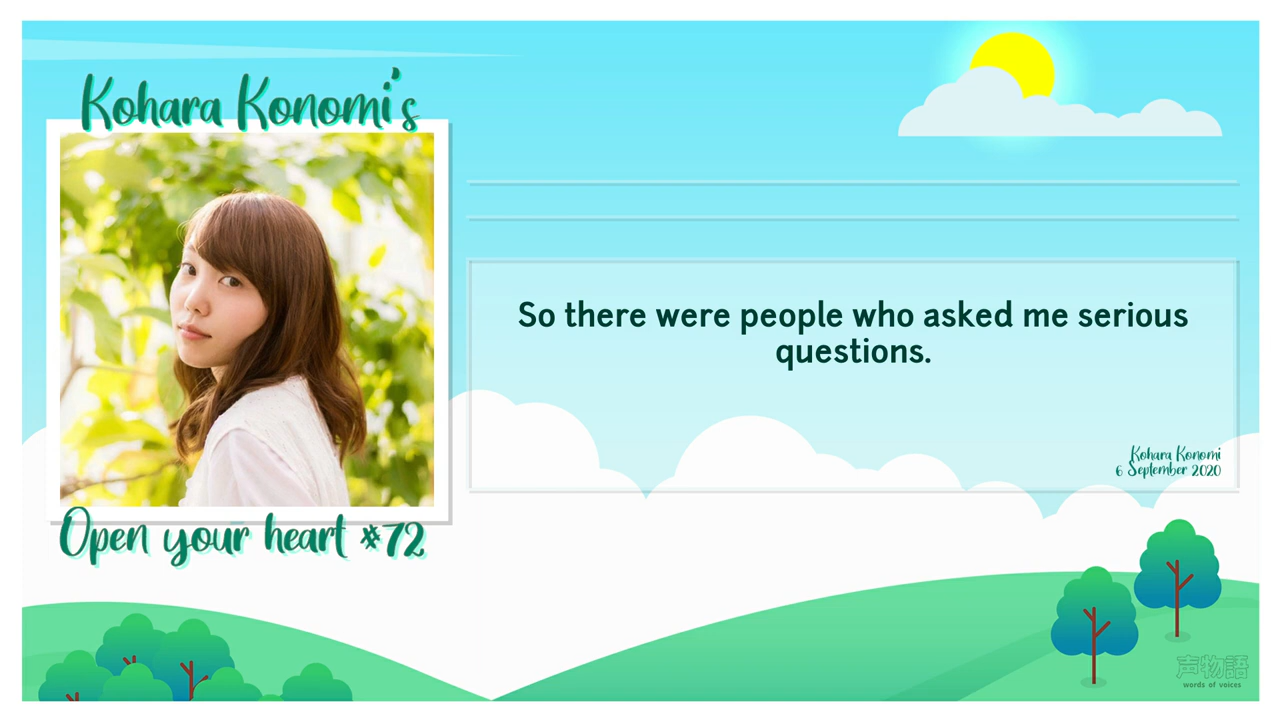 Kohara Konomi's
Open your heart #72
So there were people who asked me serious
questions.
Kohara Konomi
6 September 2020
声物語
words of voices